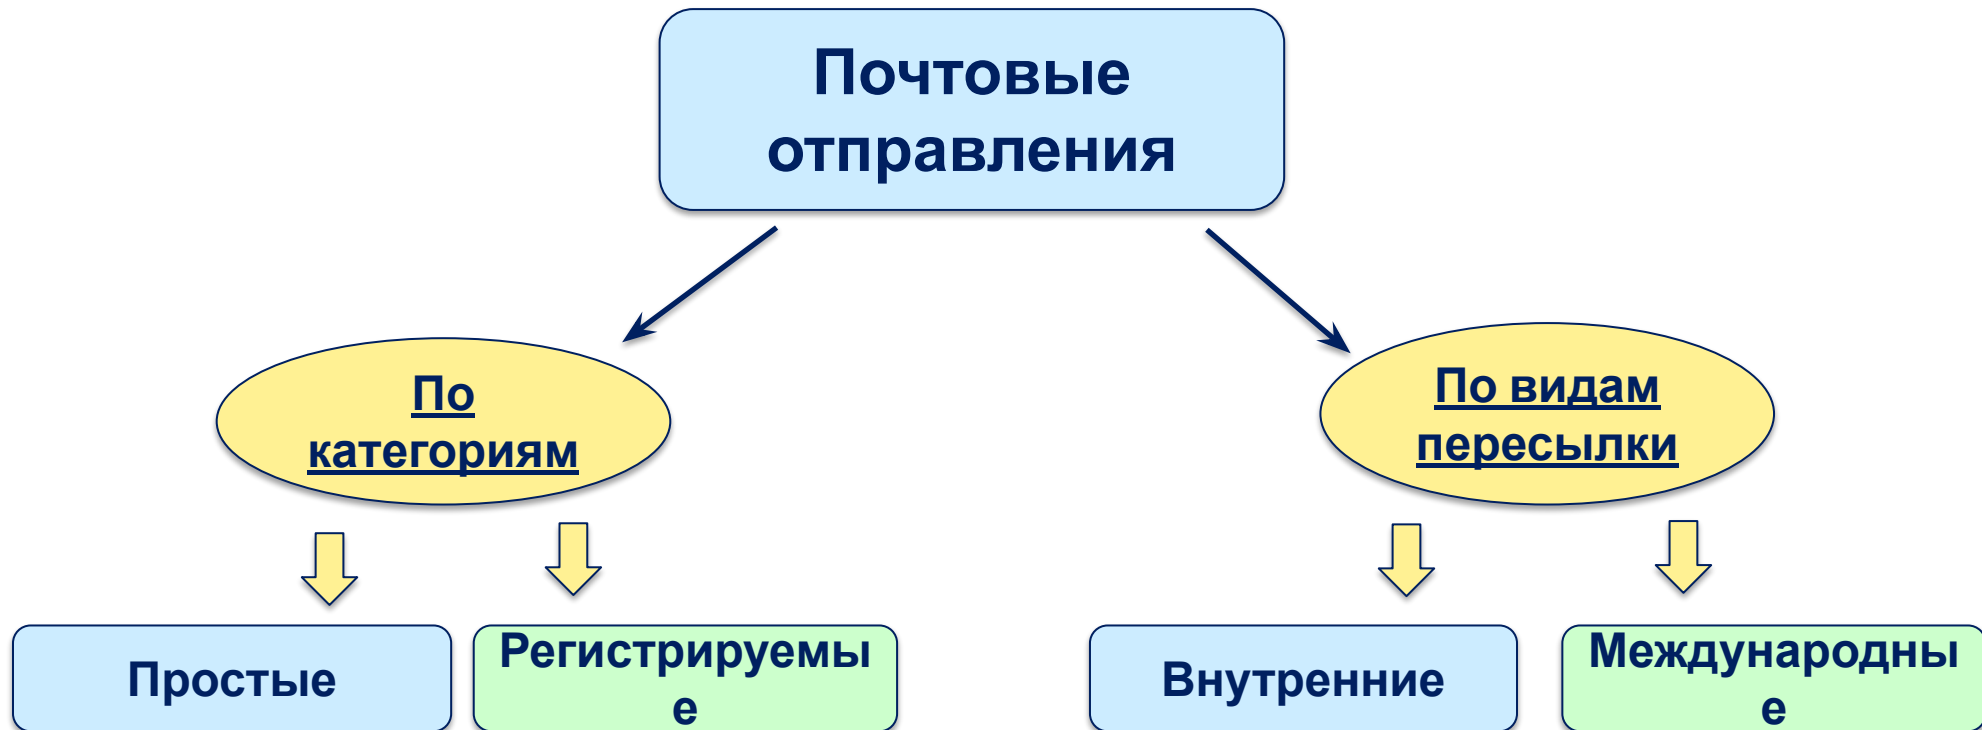 Почтовые
отправления
По
категориям
По видам
пересылки
Простые
Регистрируемы
е
Внутренние
Международны
е